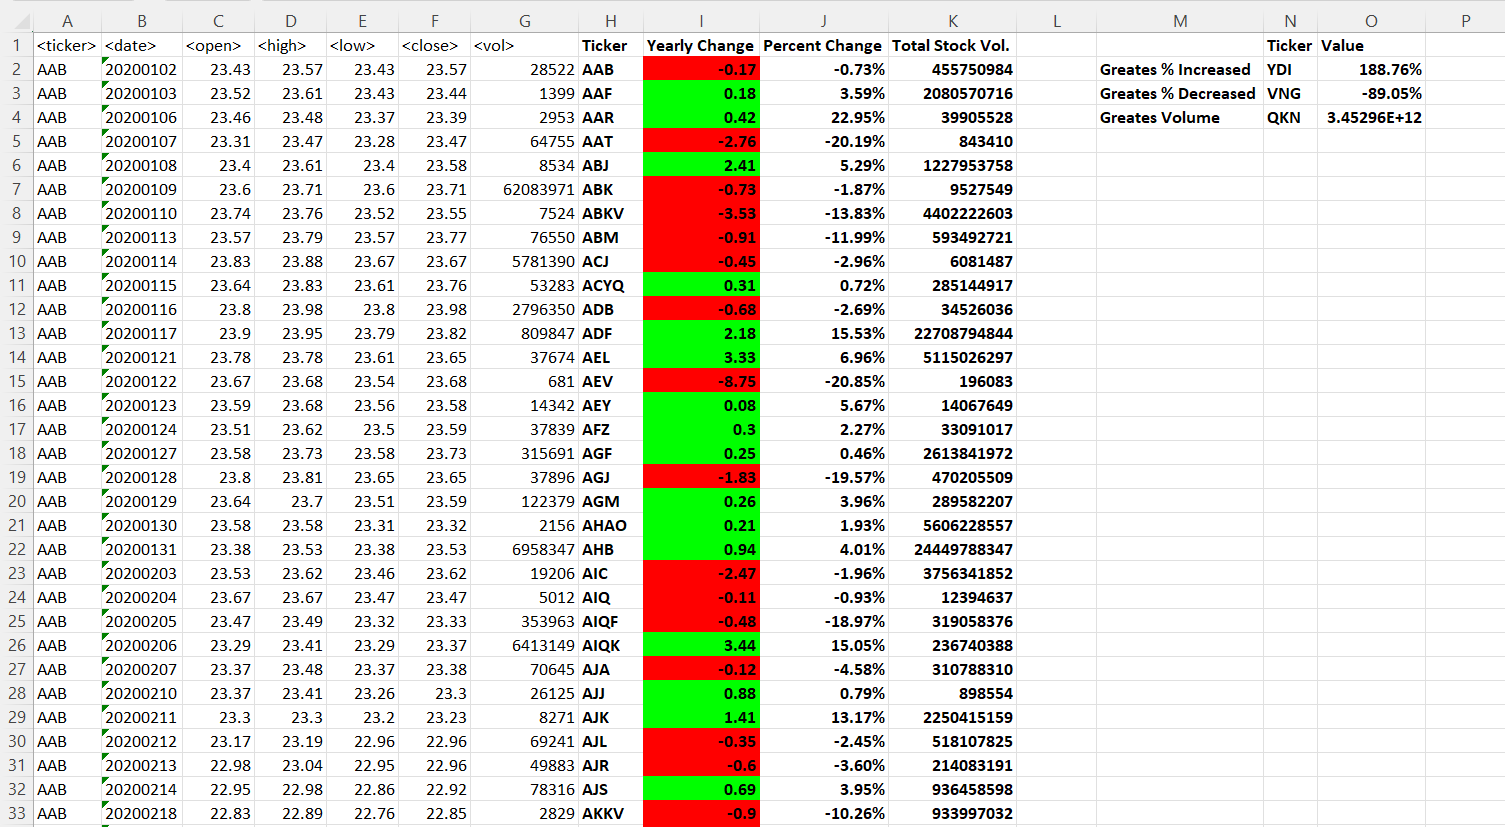 A B C D E F G H I J K L M N O P
1 <ticker> <date> <open> <high> <low> <close> <vol> Ticker Yearly Change Percent Change Total Stock Vol. Ticker Value
2 AAB 20200102 23.43 23.57 23.43 23.57 28522 AAB -0.17 -0.73% 455750984 Greates % Increased YDI 188.76%
3 AAB 20200103 23.52 23.61 23.43 23.44 1399 AAF 0.18 3.59% 2080570716 Greates % Decreased VNG -89.05%
4 AAB 20200106 23.46 23.48 23.37 23.39 2953 AAR 0.42 22.95% 39905528 Greates Volume QKN 3.45296E+12
5 AAB 20200107 23.31 23.47 23.28 23.47 64755 AAT -2.76 -20.19% 843410
6 AAB 20200108 23.4 23.61 23.4 23.58 8534 ABJ 2.41 5.29% 1227953758
7 AAB 20200109 23.6 23.71 23.6 23.71 62083971 ABK -0.73 -1.87% 9527549
8 AAB 20200110 23.74 23.76 23.52 23.55 7524 ABKV -3.53 -13.83% 4402222603
9 AAB 20200113 23.57 23.79 23.57 23.77 76550 ABM -0.91 -11.99% 593492721
10 AAB 20200114 23.83 23.88 23.67 23.67 5781390 ACJ -0.45 -2.96% 6081487
11 AAB 20200115 23.64 23.83 23.61 23.76 53283 ACYQ 0.31 0.72% 285144917
12 AAB 20200116 23.8 23.98 23.8 23.98 2796350 ADB -0.68 -2.69% 34526036
13 AAB 20200117 23.9 23.95 23.79 23.82 809847 ADF 2.18 15.53% 22708794844
14 AAB 20200121 23.78 23.78 23.61 23.65 37674 AEL 3.33 6.96% 5115026297
15 AAB 20200122 23.67 23.68 23.54 23.68 681 AEV -8.75 -20.85% 196083
16 AAB 20200123 23.59 23.68 23.56 23.58 14342 AEY 0.08 5.67% 14067649
17 AAB 20200124 23.51 23.62 23.5 23.59 37839 AFZ 0.3 2.27% 33091017
18 AAB 20200127 23.58 23.73 23.58 23.73 315691 AGF 0.25 0.46% 2613841972
19 AAB 20200128 23.8 23.81 23.65 23.65 37896 AGJ -1.83 -19.57% 470205509
20 AAB 20200129 23.64 23.7 23.51 23.59 122379 AGM 0.26 3.96% 289582207
21 AAB 20200130 23.58 23.58 23.31 23.32 2156 AHAO 0.21 1.93% 5606228557
22 AAB 20200131 23.38 23.53 23.38 23.53 6958347 AHB 0.94 4.01% 24449788347
23 AAB 20200203 23.53 23.62 23.46 23.62 19206 AIC -2.47 -1.96% 3756341852
24 AAB 20200204 23.67 23.67 23.47 23.47 5012 AIQ -0.11 -0.93% 12394637
25 AAB 20200205 23.47 23.49 23.32 23.33 353963 AIQF -0.48 -18.97% 319058376
26 AAB 20200206 23.29 23.41 23.29 23.37 6413149 AIQK 3.44 15.05% 236740388
27 AAB 20200207 23.37 23.48 23.37 23.38 70645 AJA -0.12 -4.58% 310788310
28 AAB 20200210 23.37 23.41 23.26 23.3 26125 AJJ 0.88 0.79% 898554
29 AAB 20200211 23.3 23.3 23.2 23.23 8271 AJK 1.41 13.17% 2250415159
30 AAB 20200212 23.17 23.19 22.96 22.96 69241 AJL -0.35 -2.45% 518107825
31 AAB 20200213 22.98 23.04 22.95 22.96 49883 AJR -0.6 -3.60% 214083191
32 AAB 20200214 22.95 22.98 22.86 22.92 78316 AJS 0.69 3.95% 936458598
33 AAB 20200218 22.83 22.89 22.76 22.85 2829 AKKV -0.9 -10.26% 933997032